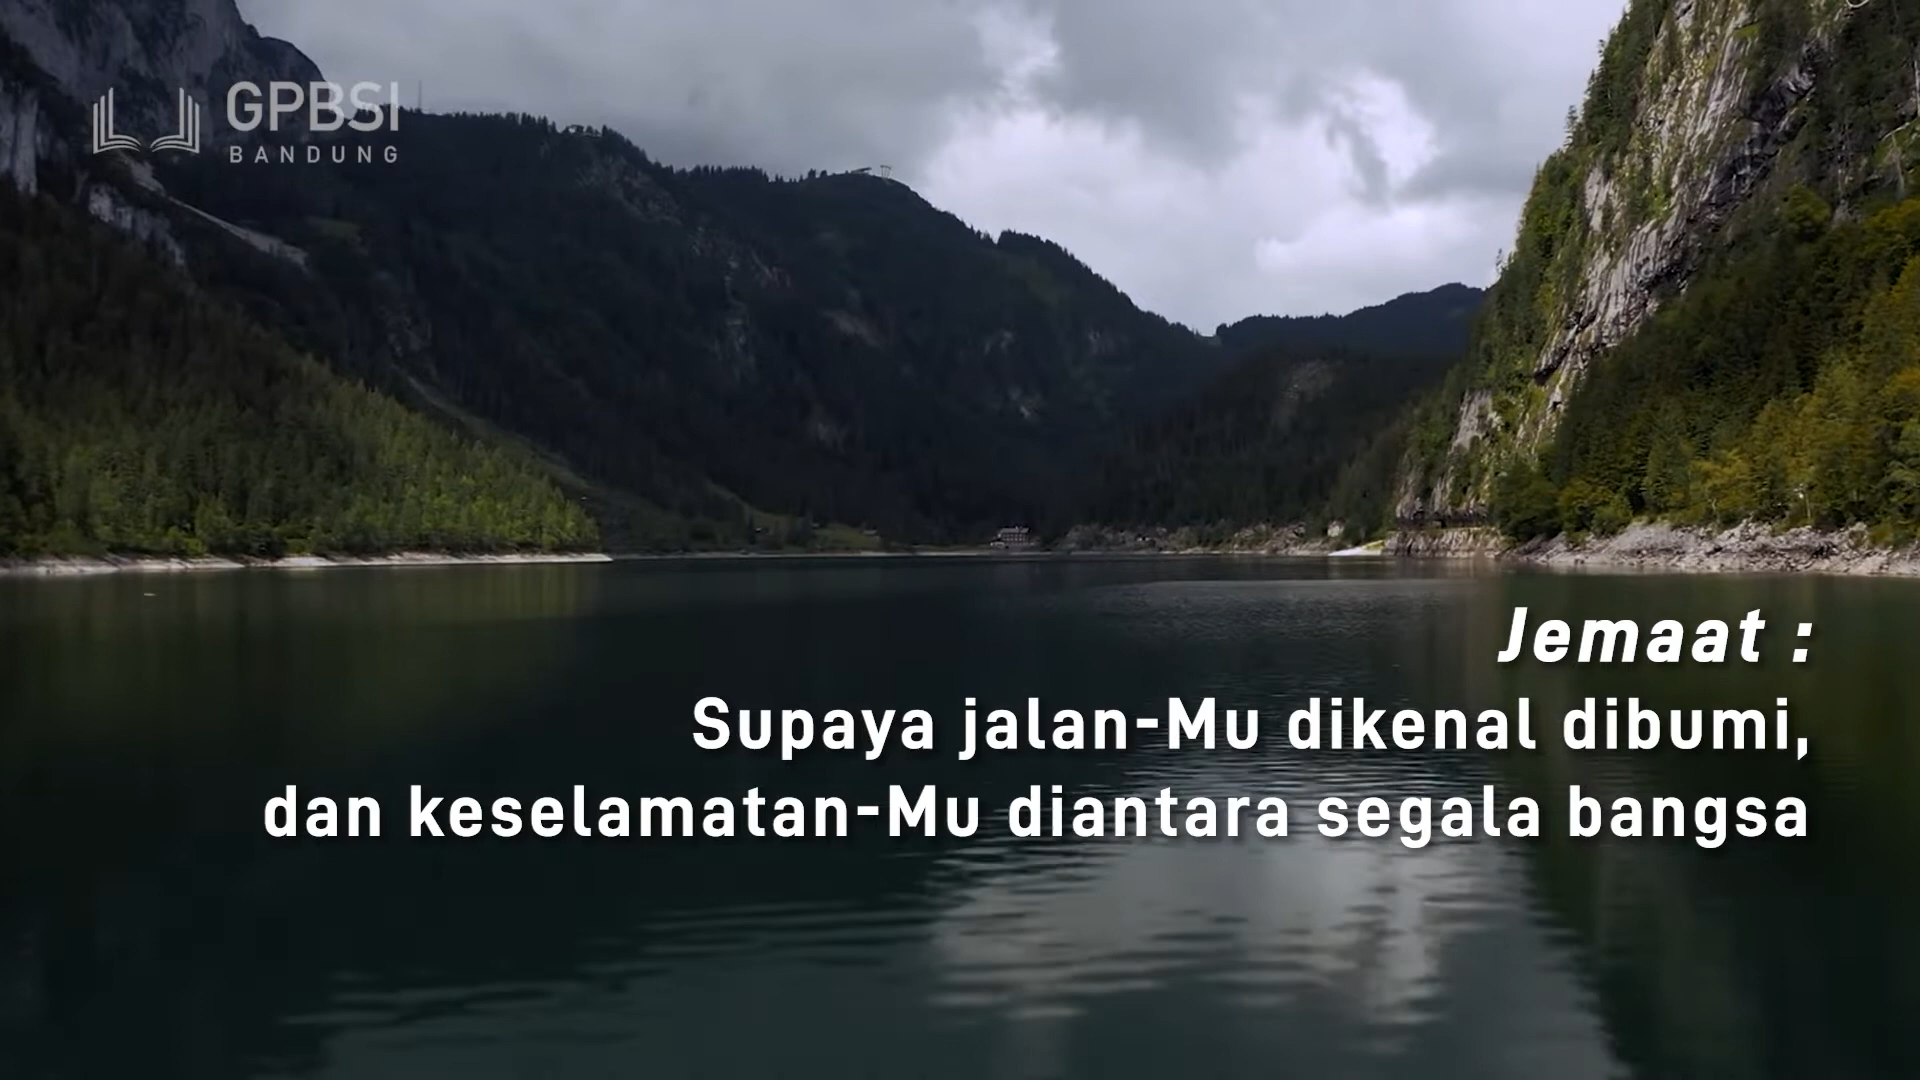 GPBSI
BANDUNG
Jemaat :
Supaya jalan-Mu dikenal dibumi,
dan keselamatan-Mu diantara segala bangsa